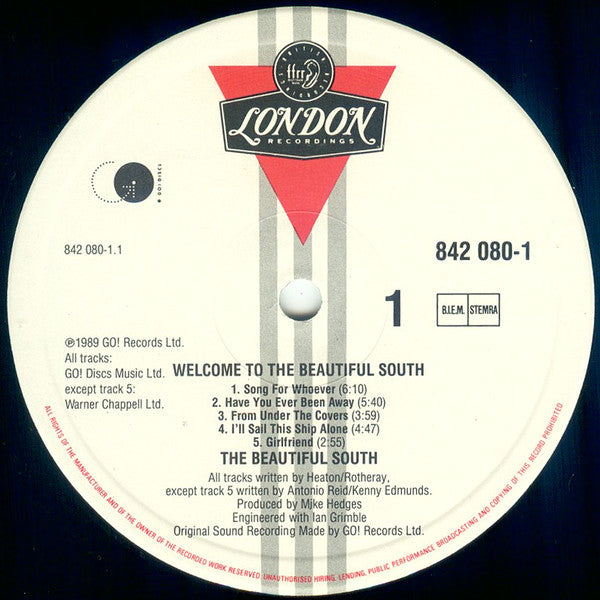 BRITISH
ffrr
LONDON
RECORDINGS
GO! DISCS
842 080-1.1
842 080-1
1
B.I.E.M. STEMRA
℗1989 GO! Records Ltd.
All tracks:
GO! Discs Music Ltd.
except track 5:
Warner Chappell Ltd.
WELCOME TO THE BEAUTIFUL SOUTH
1. Song For Whoever (6:10)
2. Have You Ever Been Away (5:40)
3. From Under The Covers (3:59)
4. I'll Sail This Ship Alone (4:47)
5. Girlfriend (2:55)
THE BEAUTIFUL SOUTH
All tracks written by Heaton/Rotheray,
except track 5 written by Antonio Reid/Kenny Edmunds.
Produced by Mike Hedges
Engineered with Ian Grimble
Original Sound Recording Made by GO! Records Ltd.
ALL RIGHTS OF THE MANUFACTURER AND OF THE OWNER OF THE RECORDED WORK RESERVED. UNAUTHORISED HIRING, LENDING, PUBLIC PERFORMANCE BROADCASTING AND COPYING OF THIS RECORD PROHIBITED